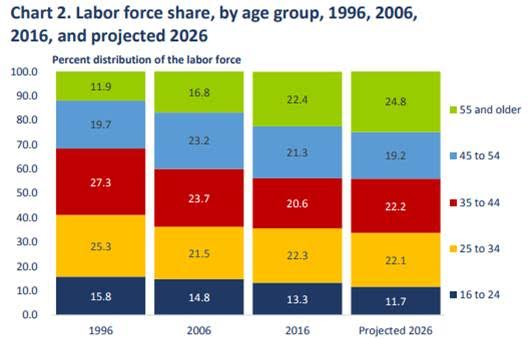 Chart 2. Labor force share, by age group, 1996, 2006,
2016, and projected 2026
Percent distribution of the labor force
100.0
90.0
80.0
70.0
60.0
50.0
40.0
30.0
20.0
10.0
0.0
11.9 16.8 22.4 24.8
19.7 23.2 21.3 19.2
27.3 23.7 20.6 22.2
25.3 21.5 22.3 22.1
15.8 14.8 13.3 11.7
1996 2006 2016 Projected 2026
55 and older
45 to 54
35 to 44
25 to 34
16 to 24